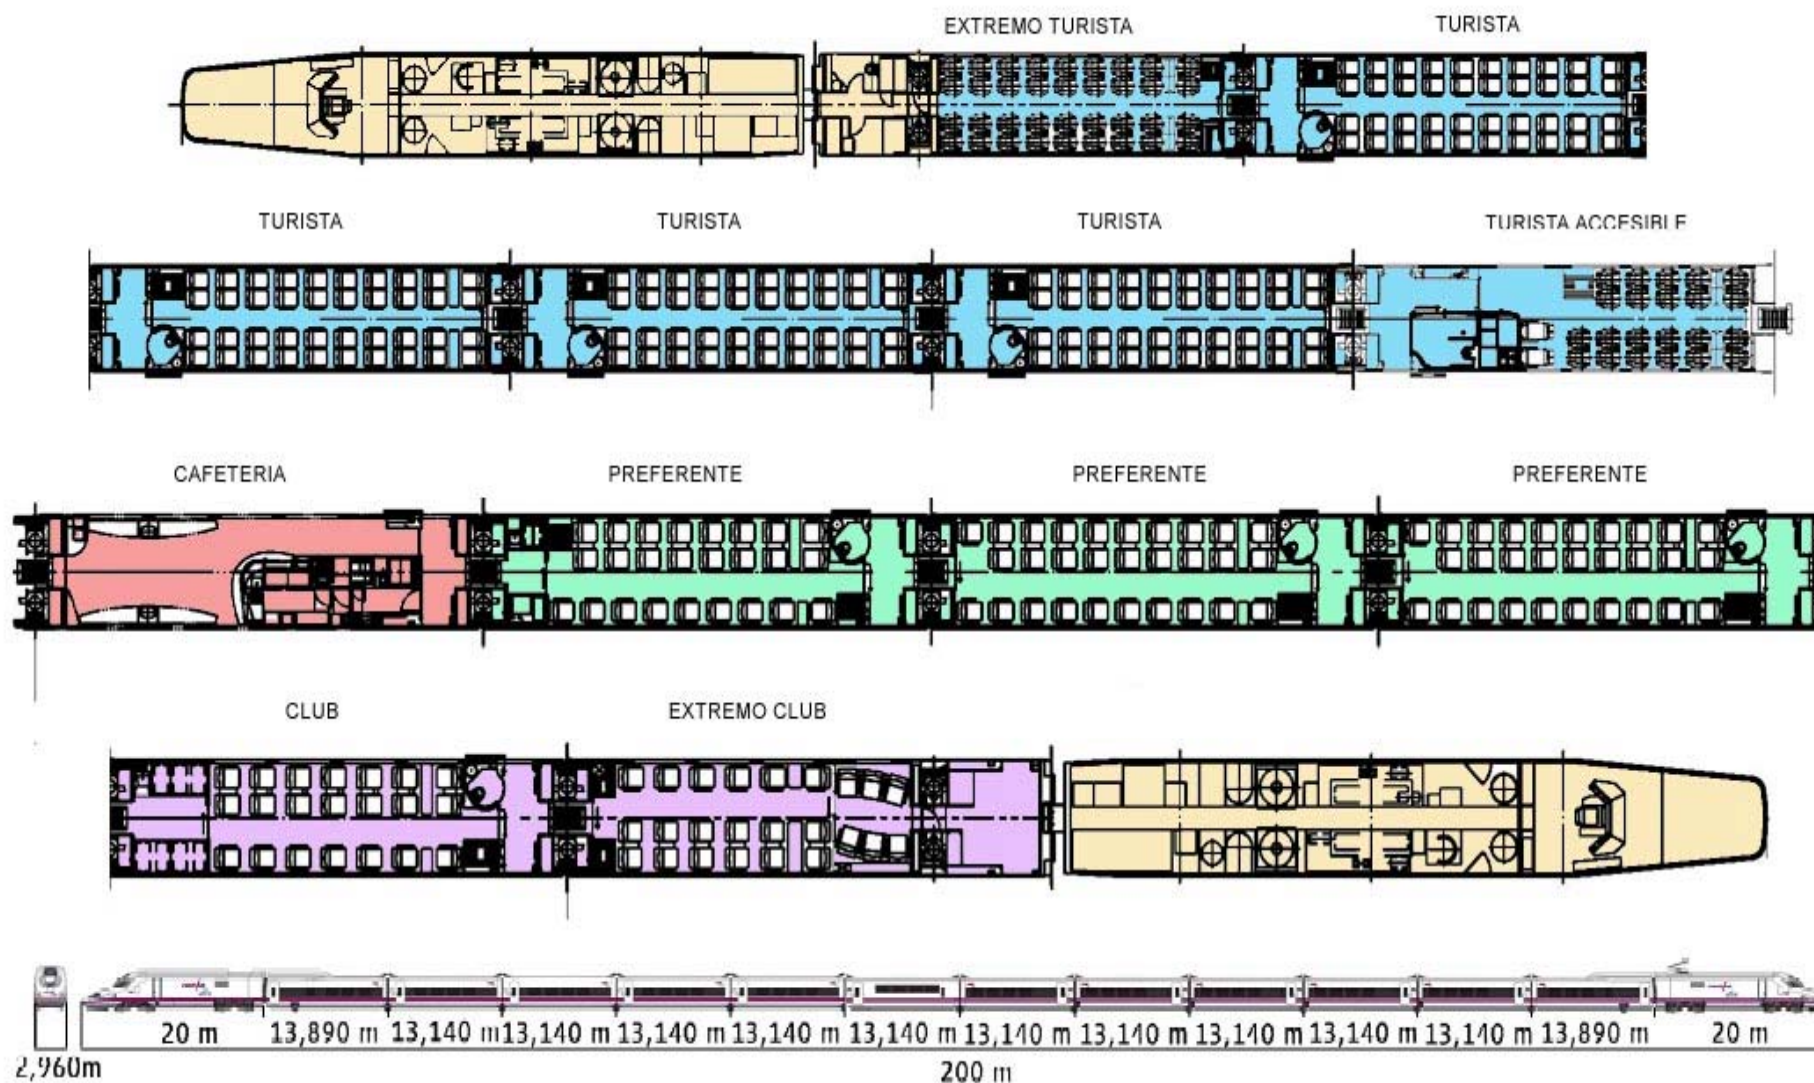 EXTREMO TURISTA TURISTA
TURISTA TURISTA TURISTA TURISTA ACCESIBLE
CAFETERIA PREFERENTE PREFERENTE PREFERENTE
CLUB EXTREMO CLUB
20 m 13,890 m 13,140 m 13,140 m 13,140 m 13,140 m 13,140 m 13,140 m 13,140 m 13,140 m 13,140 m 13,140 m 13,890 m 20 m
2,960m 200 m